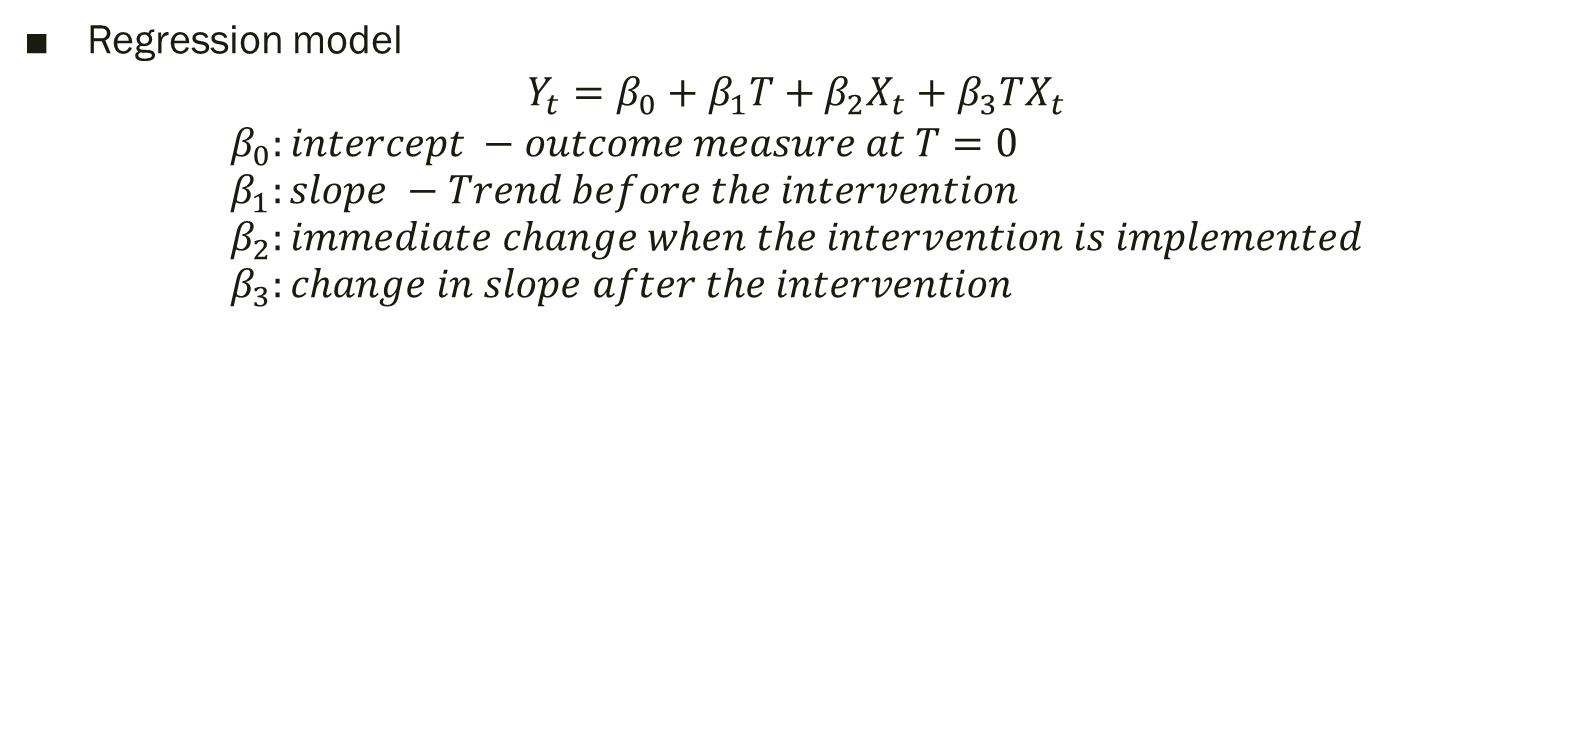 ■ Regression model
Yₜ = β₀ + β₁T + β₂Xₜ + β₃TXₜ
β₀: intercept − outcome measure at T = 0
β₁: slope − Trend before the intervention
β₂: immediate change when the intervention is implemented
β₃: change in slope after the intervention